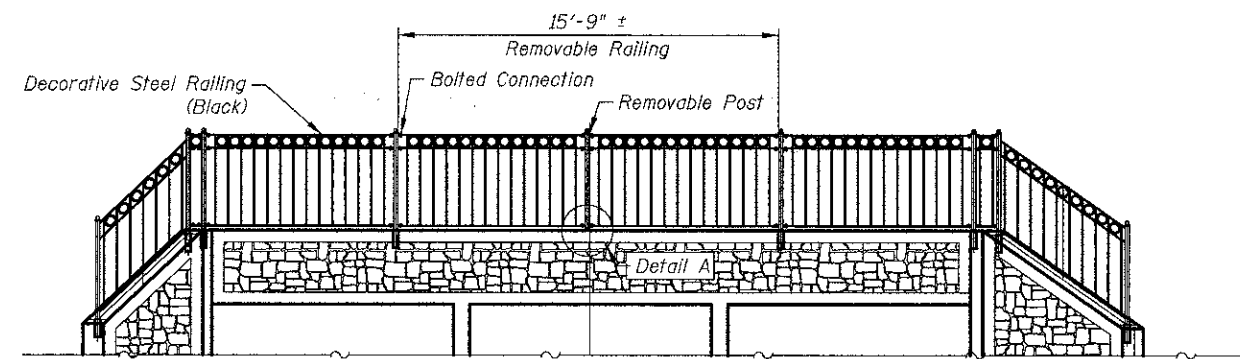 15'-9" ±
Removable Railing
Decorative Steel Railing
(Black)
Bolted Connection
Removable Post
Detail A